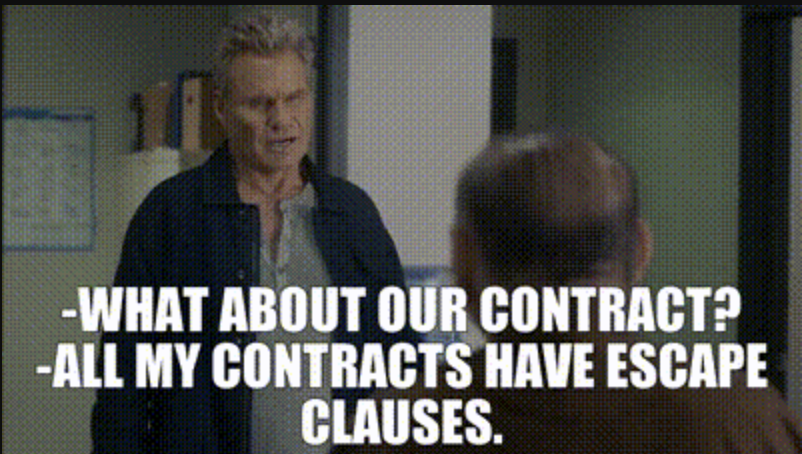 -WHAT ABOUT OUR CONTRACT?
-ALL MY CONTRACTS HAVE ESCAPE
CLAUSES.